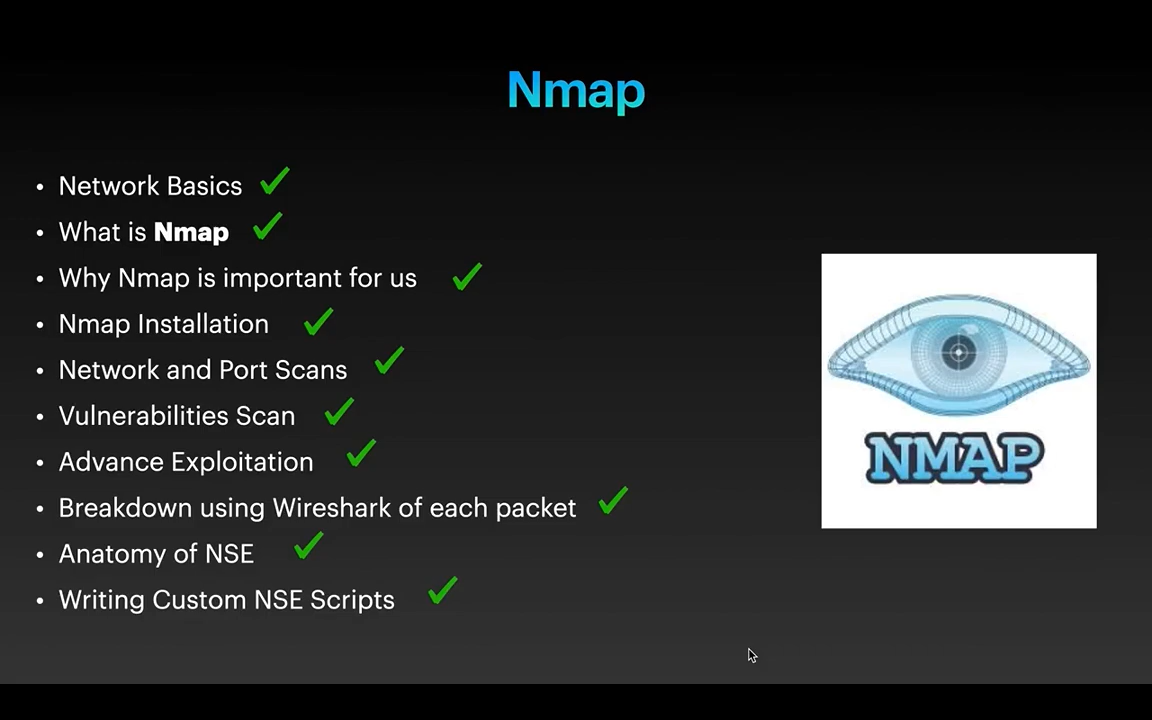 Nmap
• Network Basics
• What is Nmap
• Why Nmap is important for us
• Nmap Installation
• Network and Port Scans
• Vulnerabilities Scan
• Advance Exploitation
• Breakdown using Wireshark of each packet
• Anatomy of NSE
• Writing Custom NSE Scripts
NMAP